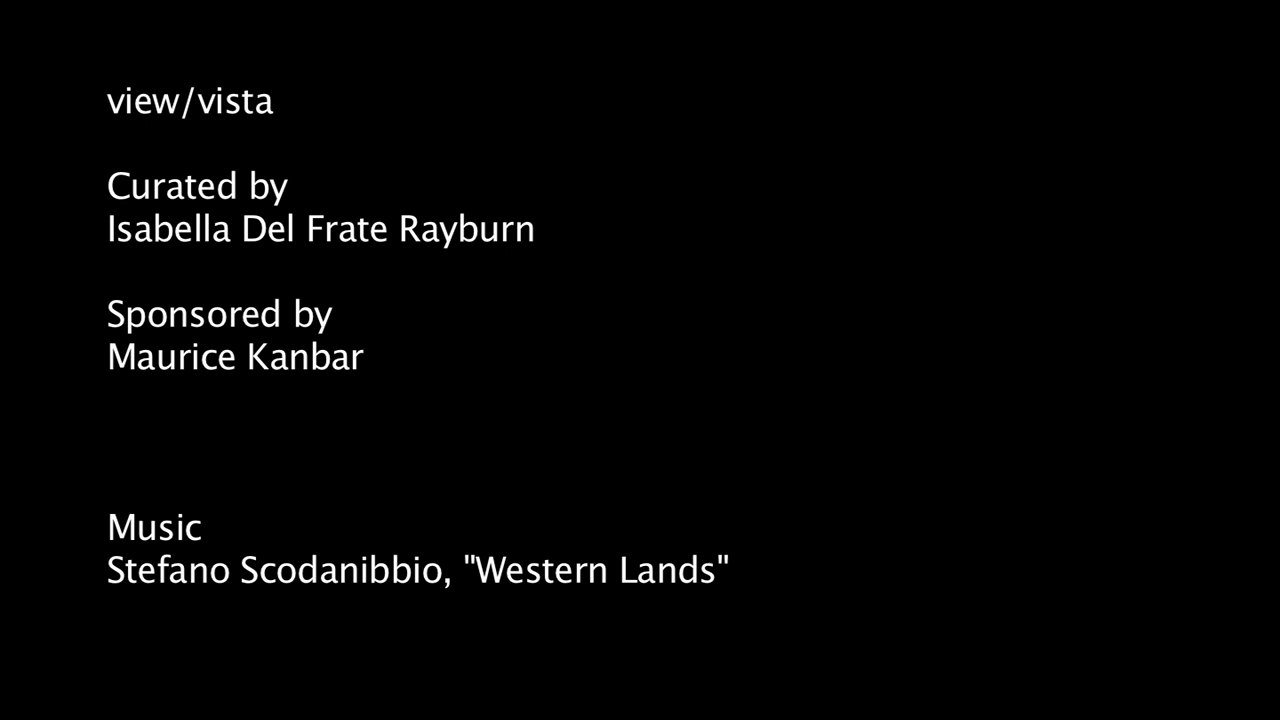 view/vista
Curated by
Isabella Del Frate Rayburn
Sponsored by
Maurice Kanbar
Music
Stefano Scodanibbio, "Western Lands"